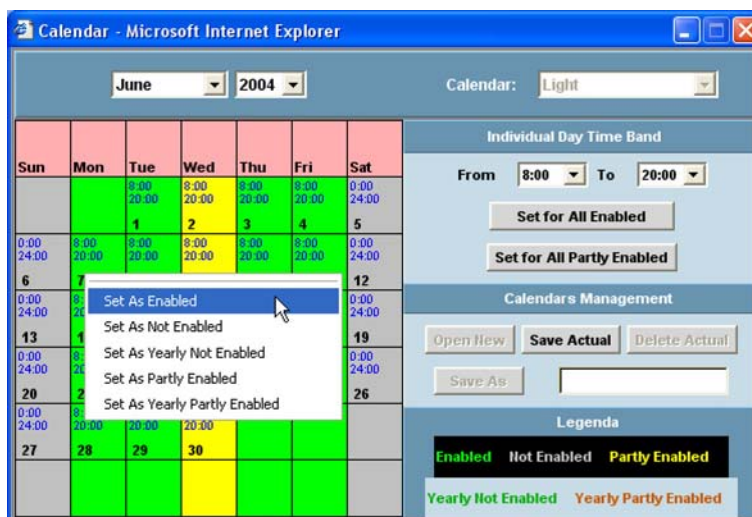 Calendar - Microsoft Internet Explorer
June 2004 Calendar: Light
Sun Mon Tue Wed Thu Fri Sat
8:00 8:00 8:00 8:00 0:00
20:00 20:00 20:00 20:00 24:00
1 2 3 4 5
0:00 8:00 8:00 8:00 8:00 8:00 0:00
24:00 20:00 20:00 20:00 20:00 20:00 24:00
6 7 12
0:00 0:00
24:00 24:00
13 19
0:00 0:00
24:00 24:00
20 26
0:00
24:00 20:00 20:00 20:00
27 28 29 30
Set As Enabled
Set As Not Enabled
Set As Yearly Not Enabled
Set As Partly Enabled
Set As Yearly Partly Enabled
Individual Day Time Band
From 8:00 To 20:00
Set for All Enabled
Set for All Partly Enabled
Calendars Management
Open New Save Actual Delete Actual
Save As
Legenda
Enabled Not Enabled Partly Enabled
Yearly Not Enabled Yearly Partly Enabled